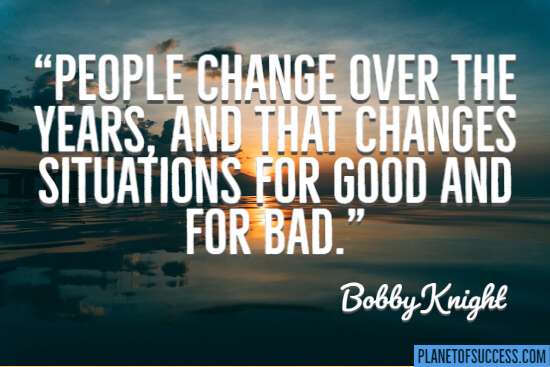 “PEOPLE CHANGE OVER THE
YEARS, AND THAT CHANGES
SITUATIONS FOR GOOD AND
FOR BAD.”
Bobby Knight
PLANETOFSUCCESS.COM